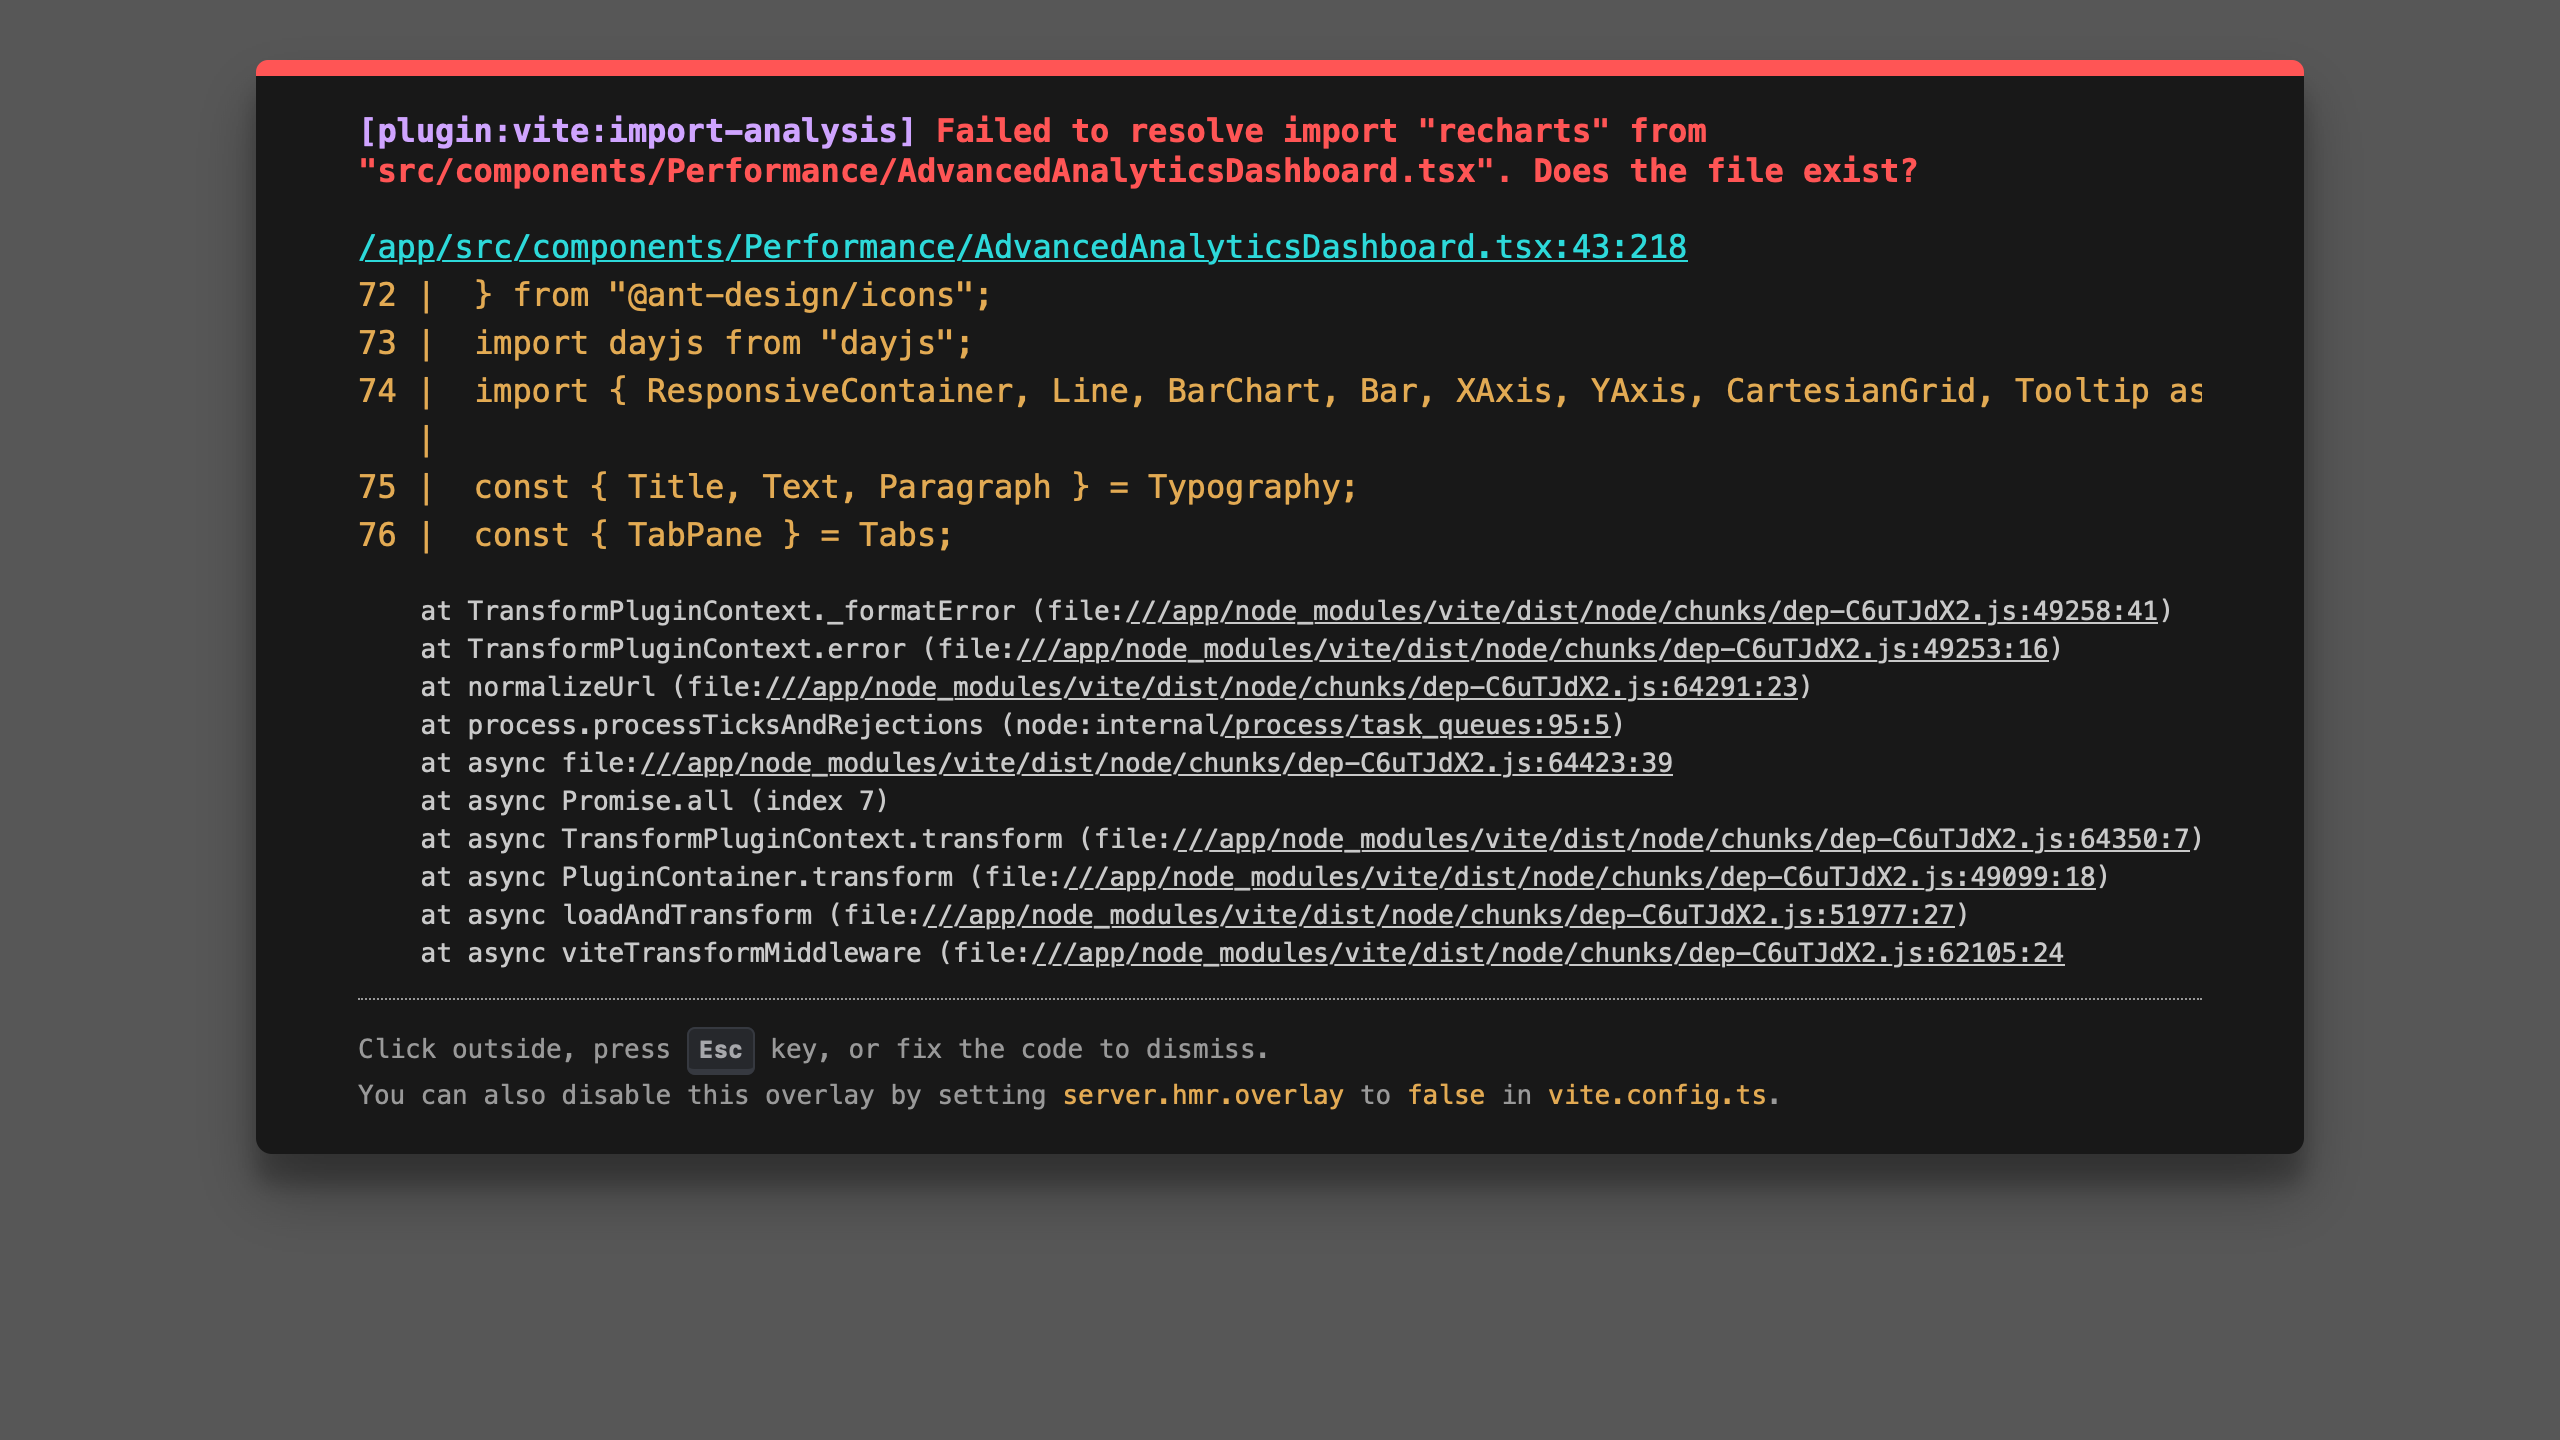 [plugin:vite:import-analysis] Failed to resolve import "recharts" from
"src/components/Performance/AdvancedAnalyticsDashboard.tsx". Does the file exist?
/app/src/components/Performance/AdvancedAnalyticsDashboard.tsx:43:218
72 |  } from "@ant-design/icons";
73 |  import dayjs from "dayjs";
74 |  import { ResponsiveContainer, Line, BarChart, Bar, XAxis, YAxis, CartesianGrid, Tooltip as
   |
75 |  const { Title, Text, Paragraph } = Typography;
76 |  const { TabPane } = Tabs;
    at TransformPluginContext._formatError (file:///app/node_modules/vite/dist/node/chunks/dep-C6uTJdX2.js:49258:41)
    at TransformPluginContext.error (file:///app/node_modules/vite/dist/node/chunks/dep-C6uTJdX2.js:49253:16)
    at normalizeUrl (file:///app/node_modules/vite/dist/node/chunks/dep-C6uTJdX2.js:64291:23)
    at process.processTicksAndRejections (node:internal/process/task_queues:95:5)
    at async file:///app/node_modules/vite/dist/node/chunks/dep-C6uTJdX2.js:64423:39
    at async Promise.all (index 7)
    at async TransformPluginContext.transform (file:///app/node_modules/vite/dist/node/chunks/dep-C6uTJdX2.js:64350:7)
    at async PluginContainer.transform (file:///app/node_modules/vite/dist/node/chunks/dep-C6uTJdX2.js:49099:18)
    at async loadAndTransform (file:///app/node_modules/vite/dist/node/chunks/dep-C6uTJdX2.js:51977:27)
    at async viteTransformMiddleware (file:///app/node_modules/vite/dist/node/chunks/dep-C6uTJdX2.js:62105:24
Click outside, press Esc key, or fix the code to dismiss.
You can also disable this overlay by setting server.hmr.overlay to false in vite.config.ts.